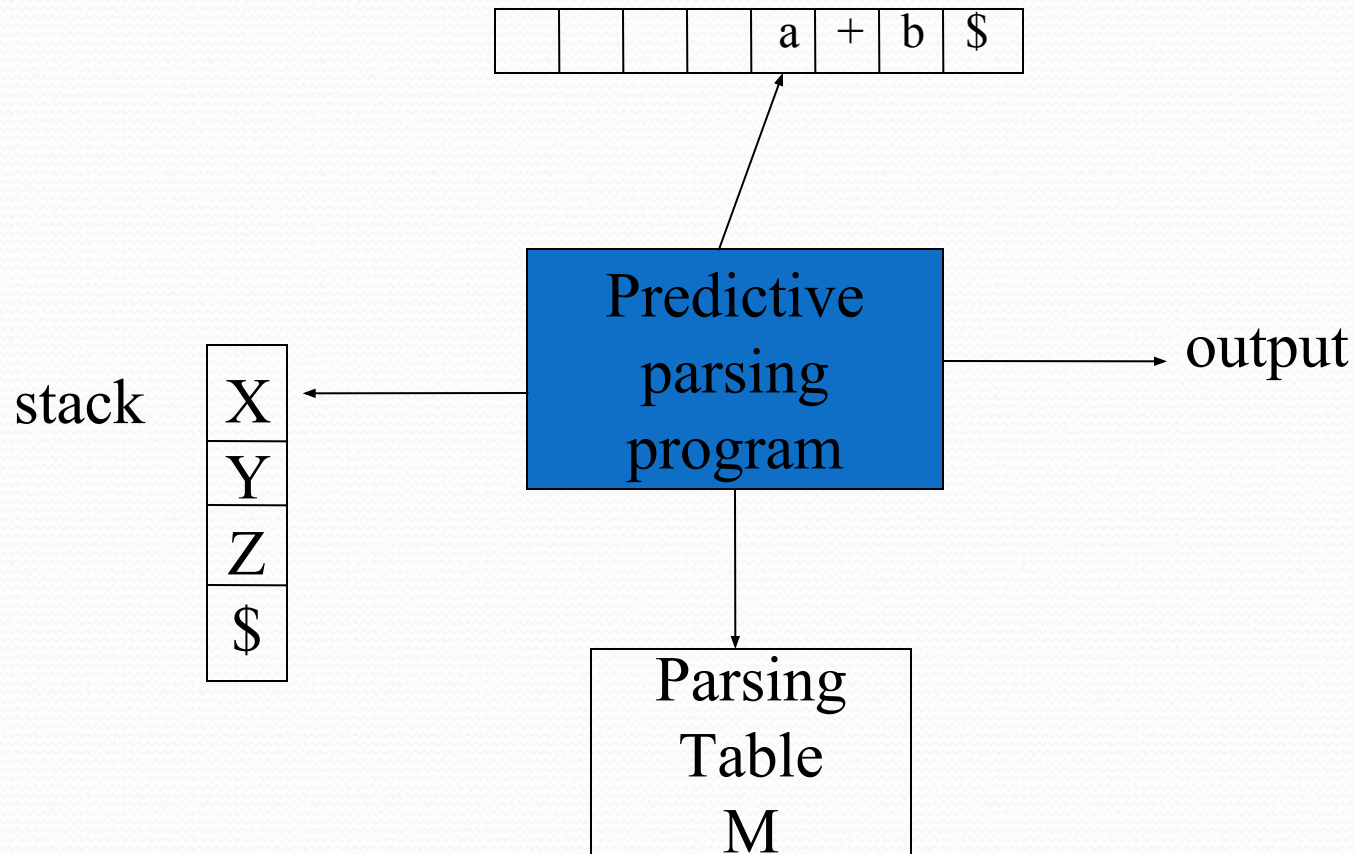 a + b $
Predictive
parsing
program
output
stack
X
Y
Z
$
Parsing
Table
M